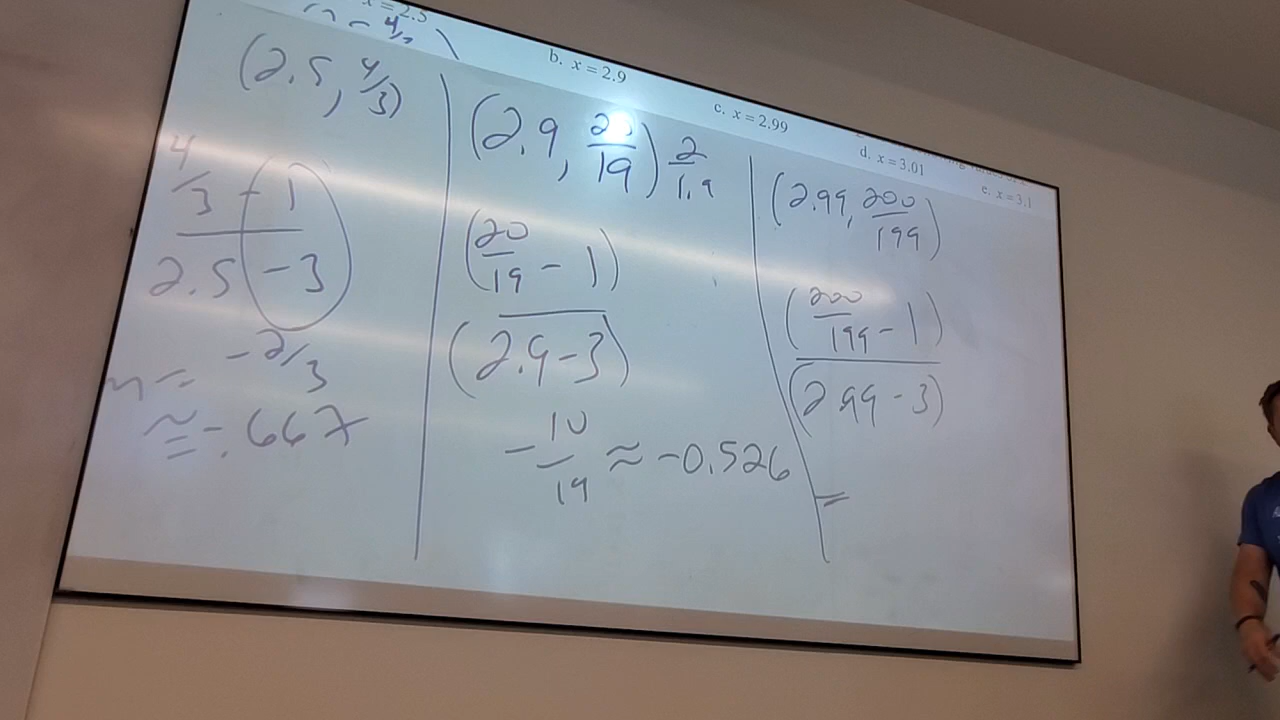 x = 2.5
b. x = 2.9
c. x = 2.99
d. x = 3.01
e. x = 3.1
(2.5, 4/3)
4/3 - 1
2.5 - 3
m = -2/3
≈ -.667
(2.9, 20/19) 2/1.9
(20/19 - 1)
(2.9 - 3)
-10/19 ≈ -0.526
(2.99, 200/199)
(200/199 - 1)
(2.99 - 3)
=